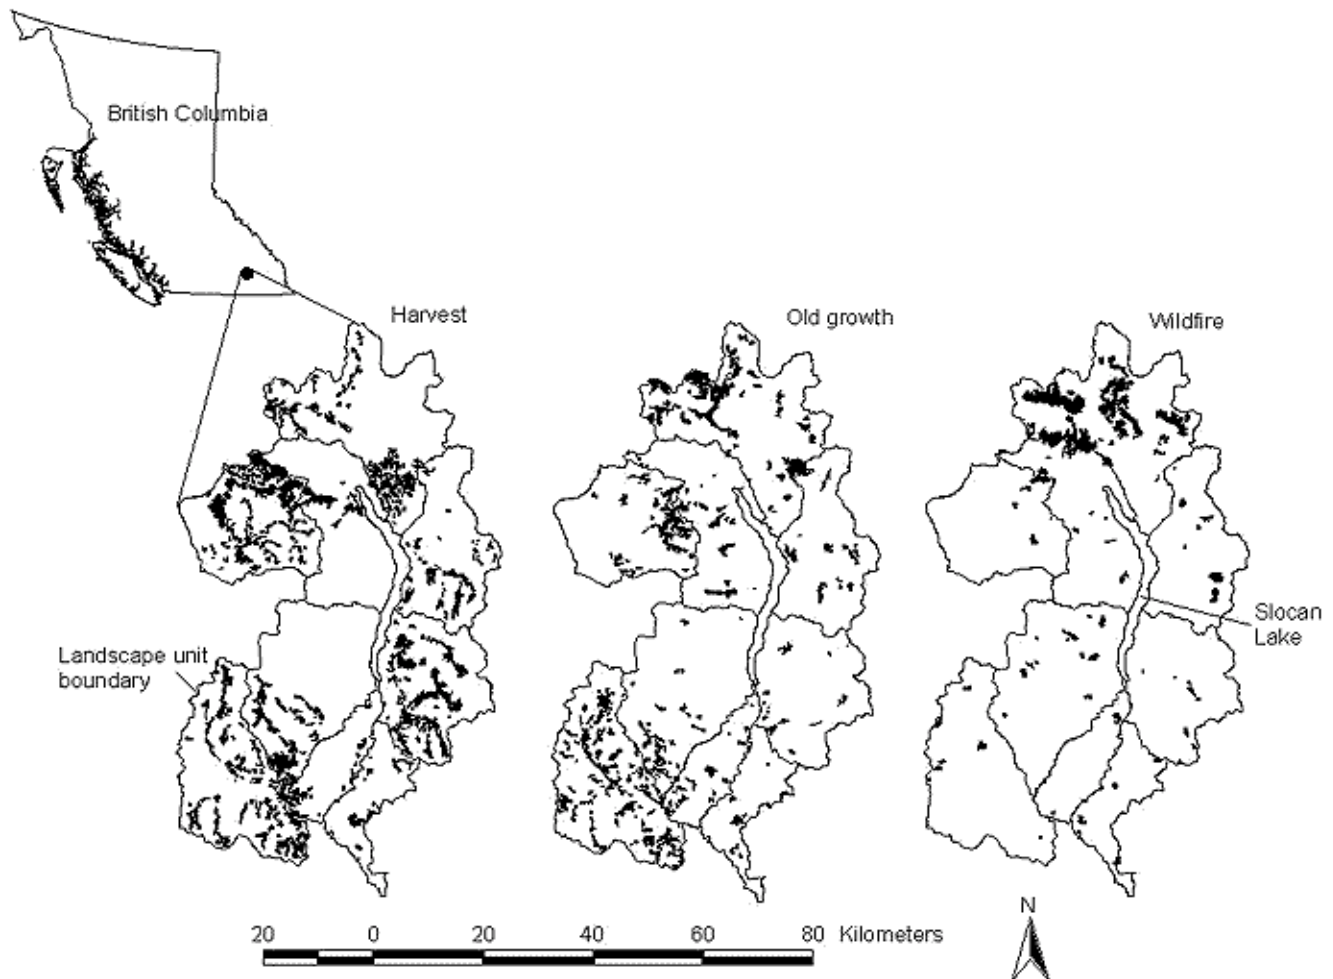 British Columbia
Harvest
Old growth
Wildfire
Slocan
Lake
Landscape unit
boundary
20 0 20 40 60 80 Kilometers
N